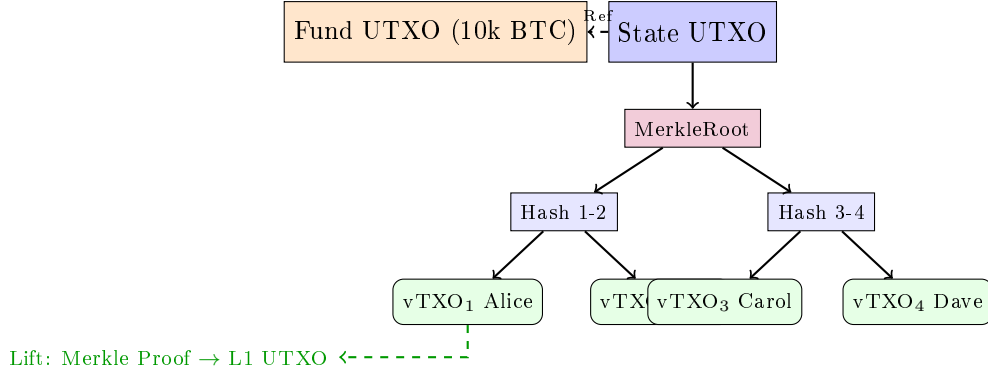 Ref
Fund UTXO (10k BTC)
State UTXO
MerkleRoot
Hash 1-2
Hash 3-4
vTXO₁ Alice
vTXO₃ Carol
vTXO₄ Dave
Lift: Merkle Proof → L1 UTXO